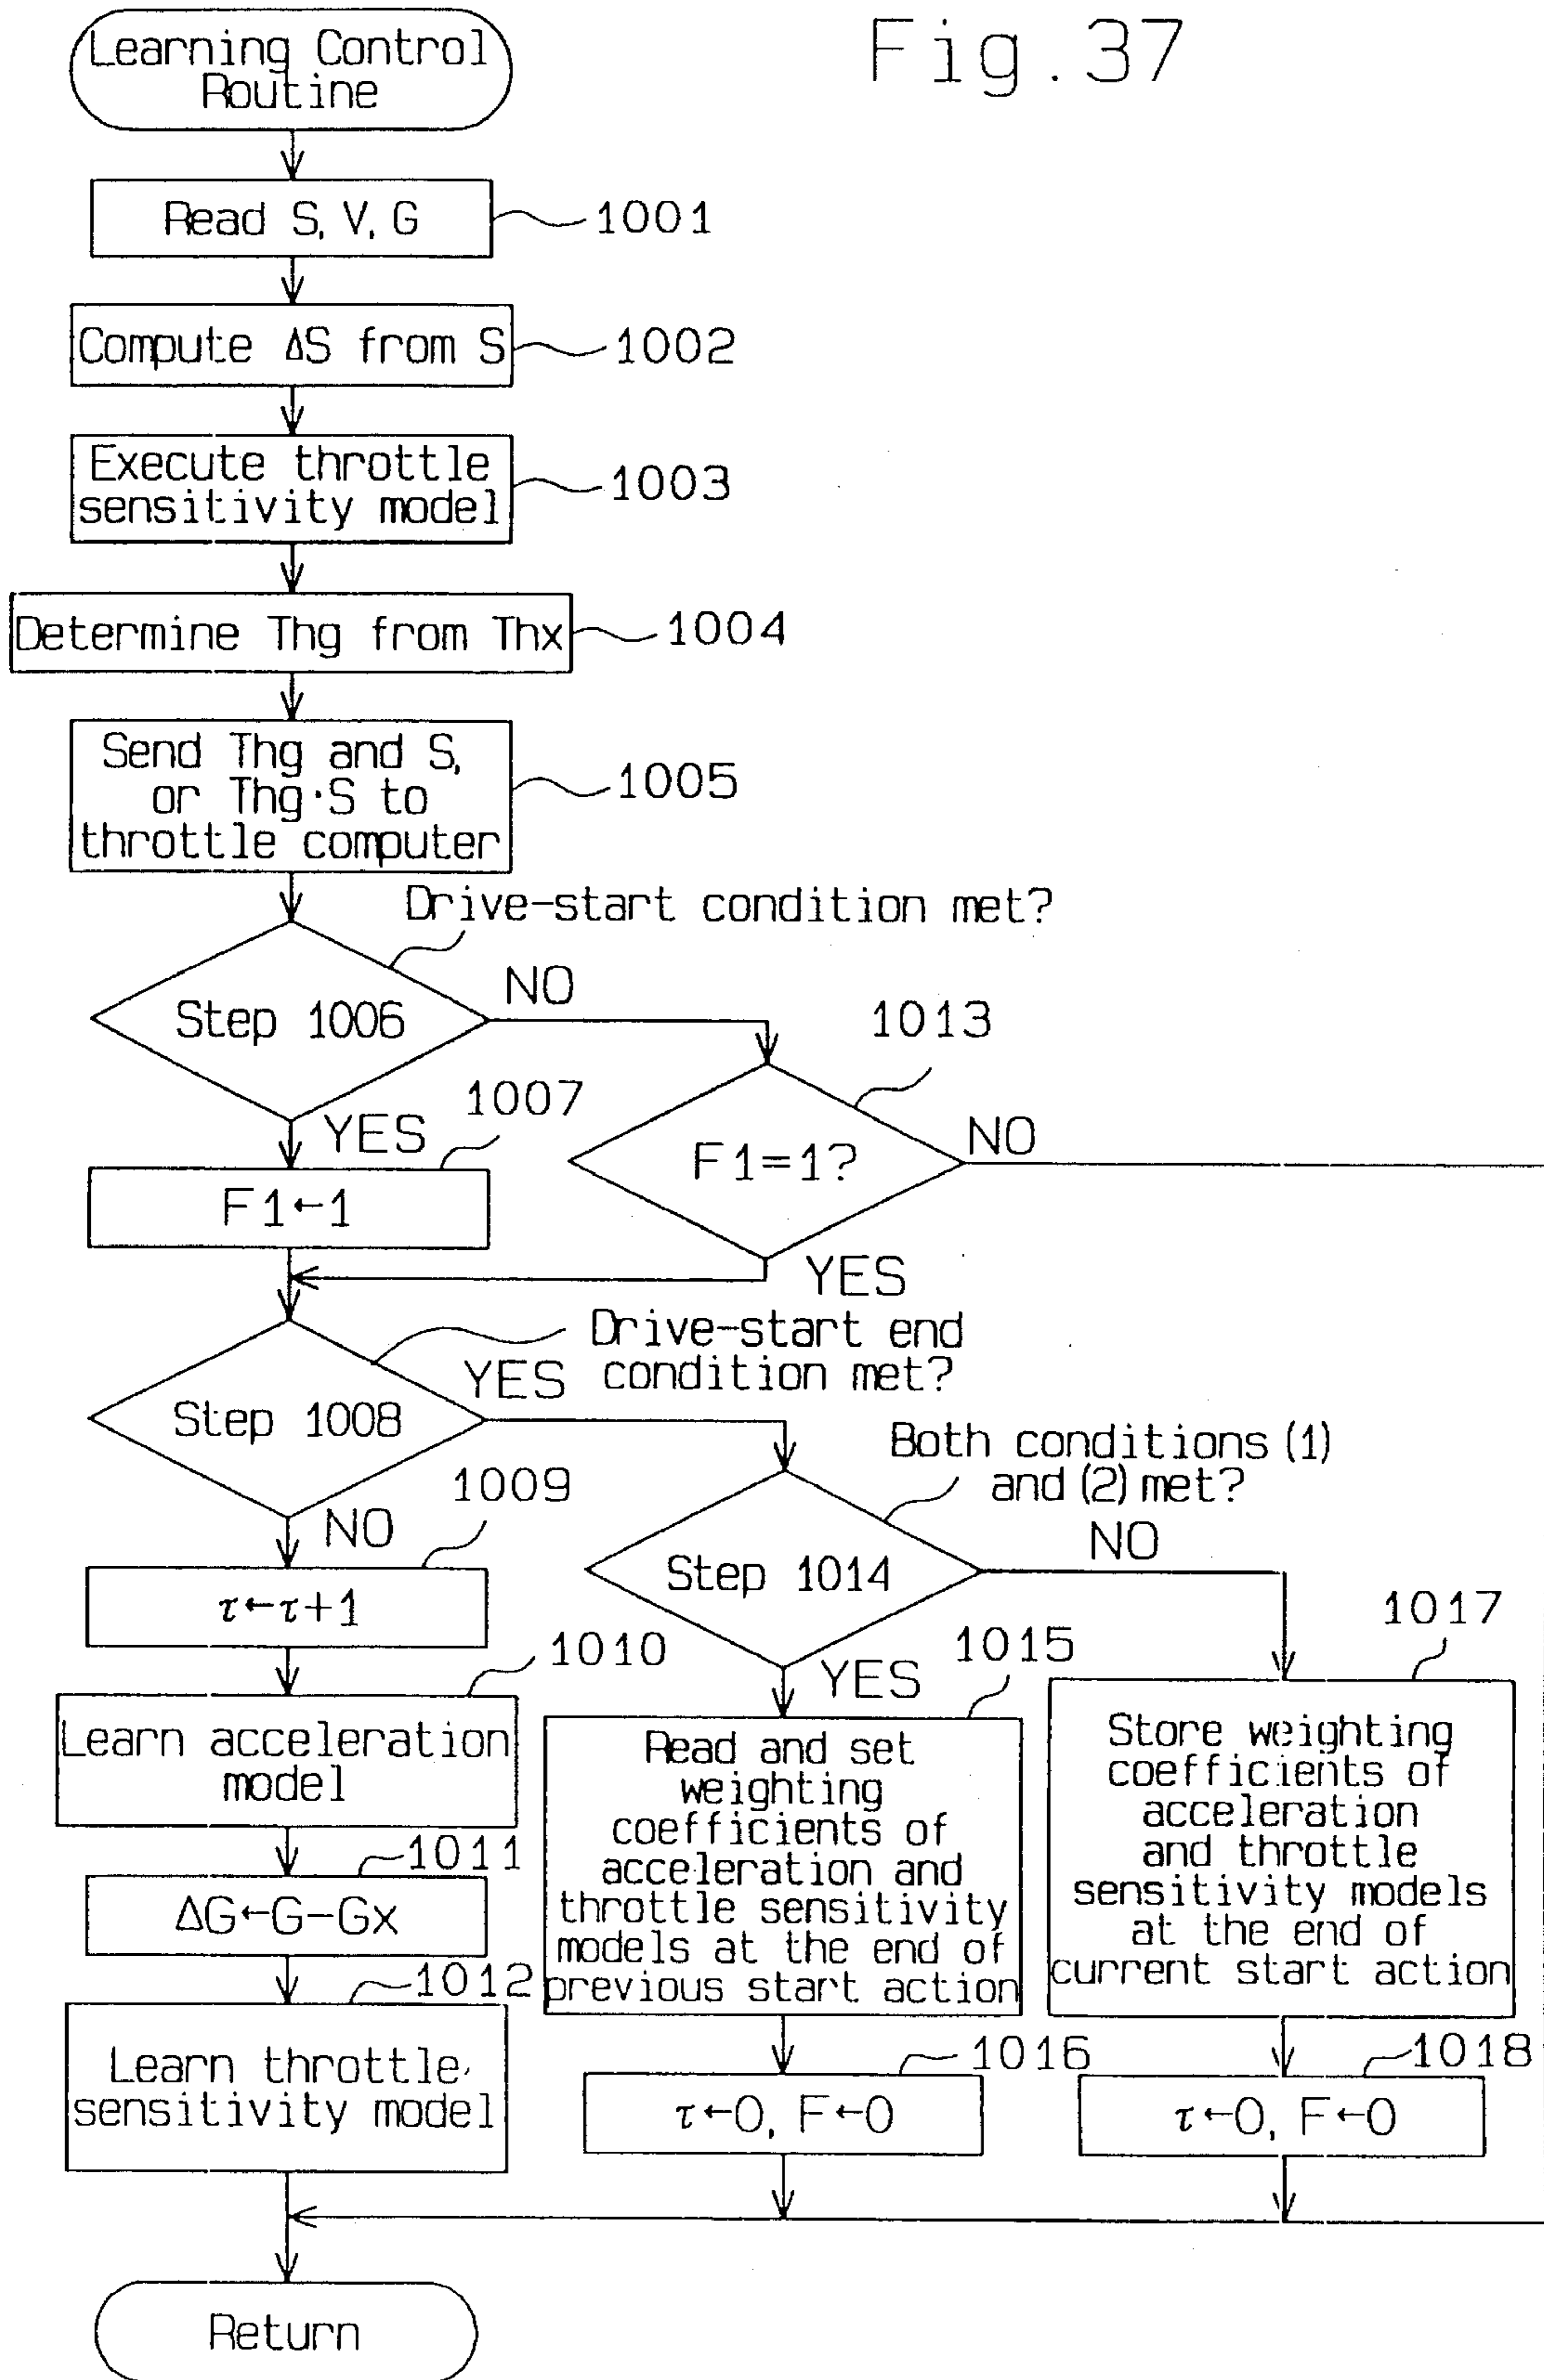 Fig.37
Learning Control
Routine
Read S, V, G
1001
Compute ΔS from S
1002
Execute throttle
sensitivity model
1003
Determine Thg from Thx
1004
Send Thg and S,
or Thg·S to
throttle computer
1005
Drive-start condition met?
Step 1006
NO
1013
YES
1007
F1=1?
NO
F1←1
YES
Drive-start end
condition met?
YES
Step 1008
Both conditions (1)
and (2) met?
1009
NO
Step 1014
NO
τ←τ+1
1017
1010
YES
1015
Learn acceleration
model
Read and set
weighting
coefficients of
acceleration and
throttle sensitivity
models at the end of
previous start action
Store weighting
coefficients of
acceleration
and throttle
sensitivity models
at the end of
current start action
1011
ΔG←G-Gx
1012
Learn throttle
sensitivity model
1016
τ←0, F←0
1018
τ←0, F←0
Return